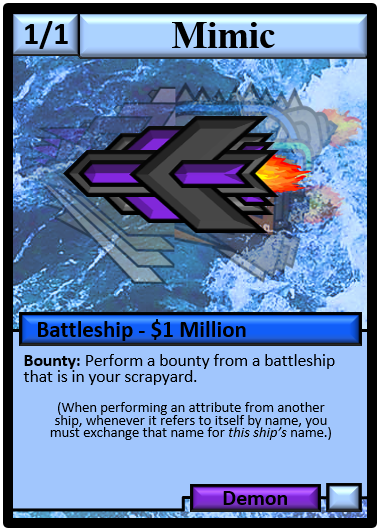 1/1 Mimic
Battleship - $1 Million
Bounty: Perform a bounty from a battleship
that is in your scrapyard.
(When performing an attribute from another
ship, whenever it refers to itself by name, you
must exchange that name for this ship's name.)
Demon